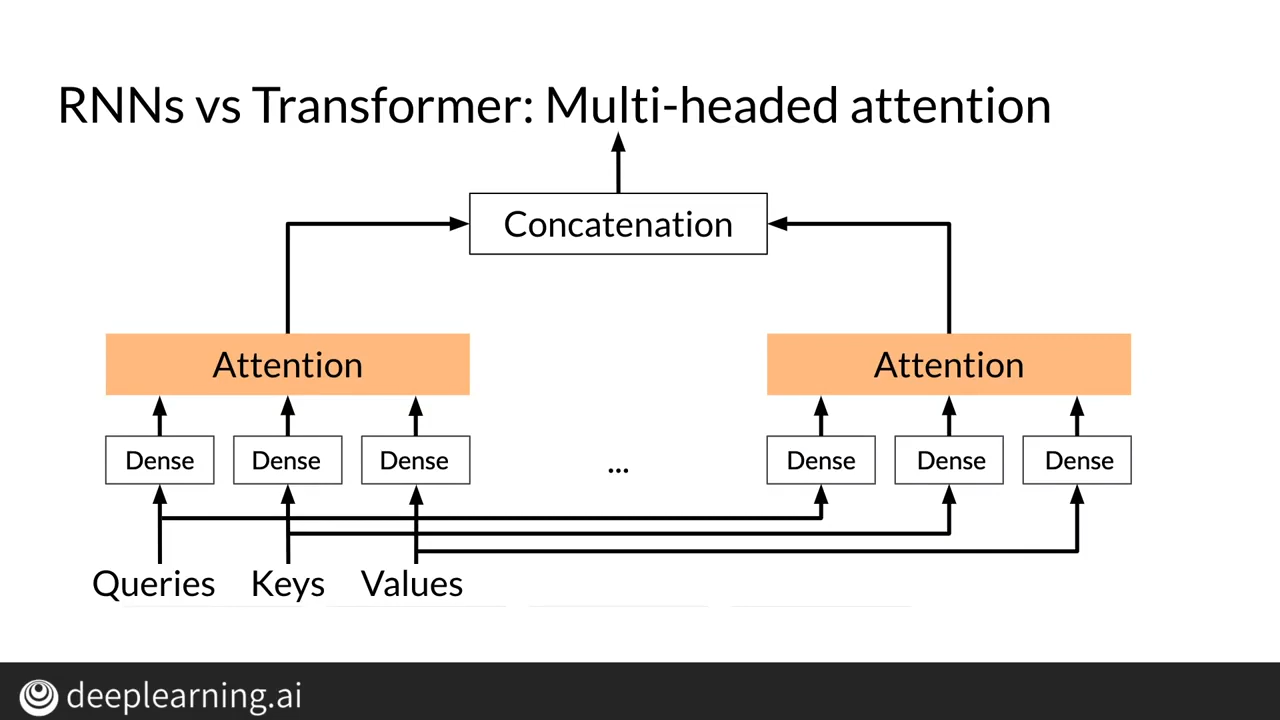 RNNs vs Transformer: Multi-headed attention
Concatenation
Attention Attention
Dense Dense Dense ... Dense Dense Dense
Queries Keys Values
deeplearning.ai